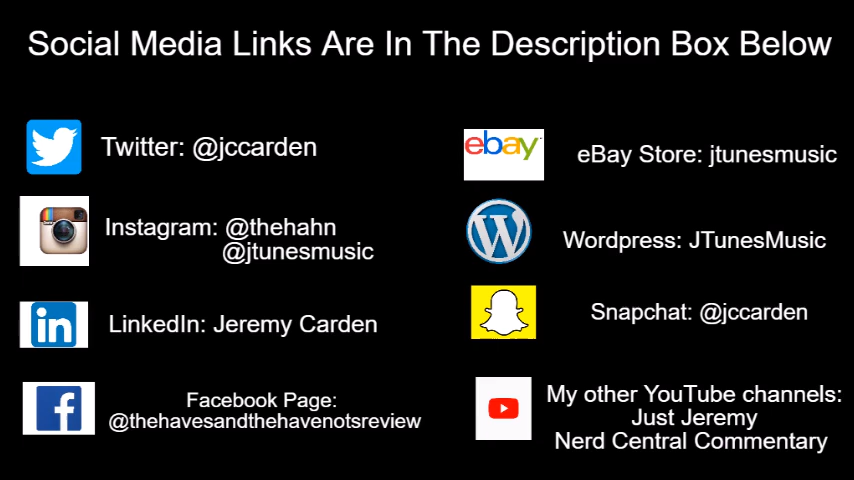 Social Media Links Are In The Description Box Below
Twitter: @jccarden
Instagram: @thehahn
@jtunesmusic
in
LinkedIn: Jeremy Carden
f
Facebook Page:
@thehavesandthehavenotsreview
ebay
eBay Store: jtunesmusic
W
Wordpress: JTunesMusic
Snapchat: @jccarden
My other YouTube channels:
Just Jeremy
Nerd Central Commentary